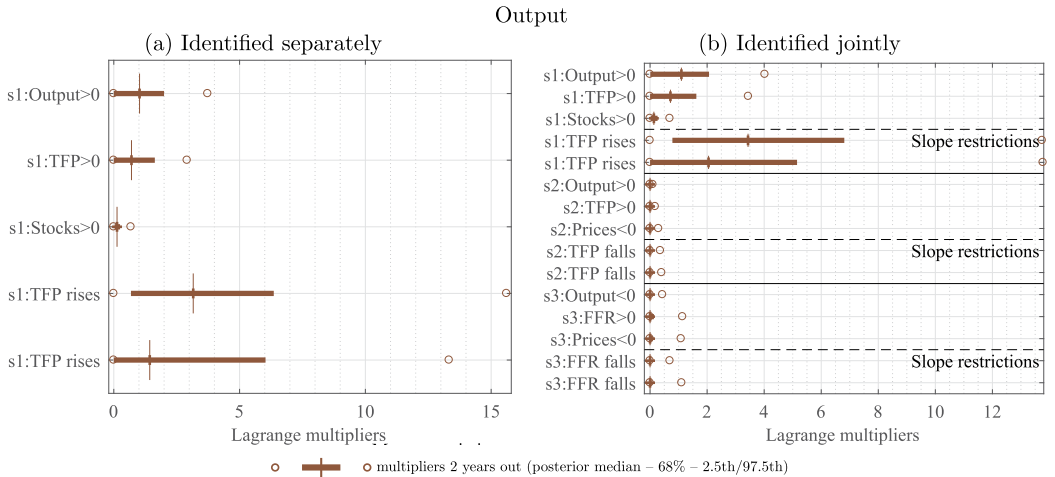 Output
(a) Identified separately
s1:Output>0
s1:TFP>0
s1:Stocks>0
s1:TFP rises
s1:TFP rises
0 5 10 15
Lagrange multipliers
(b) Identified jointly
s1:Output>0
s1:TFP>0
s1:Stocks>0
s1:TFP rises Slope restrictions
s1:TFP rises
s2:Output>0
s2:TFP>0
s2:Prices<0
s2:TFP falls Slope restrictions
s2:TFP falls
s3:Output<0
s3:FFR>0
s3:Prices<0
s3:FFR falls Slope restrictions
s3:FFR falls
0 2 4 6 8 10 12
Lagrange multipliers
multipliers 2 years out (posterior median – 68% – 2.5th/97.5th)